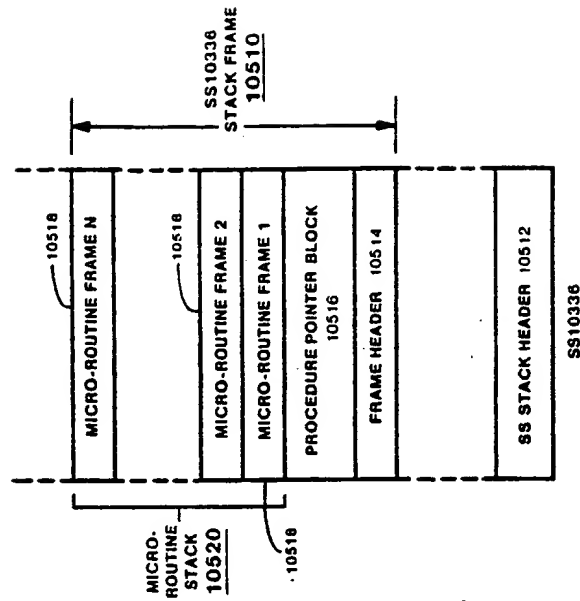 SS10336
STACK FRAME
10510
10518
MICRO-ROUTINE FRAME N
10518
MICRO-ROUTINE FRAME 2
MICRO-ROUTINE FRAME 1
PROCEDURE POINTER BLOCK
10516
FRAME HEADER 10514
SS STACK HEADER 10512
MICRO-
ROUTINE
STACK
10520
10518
SS10336